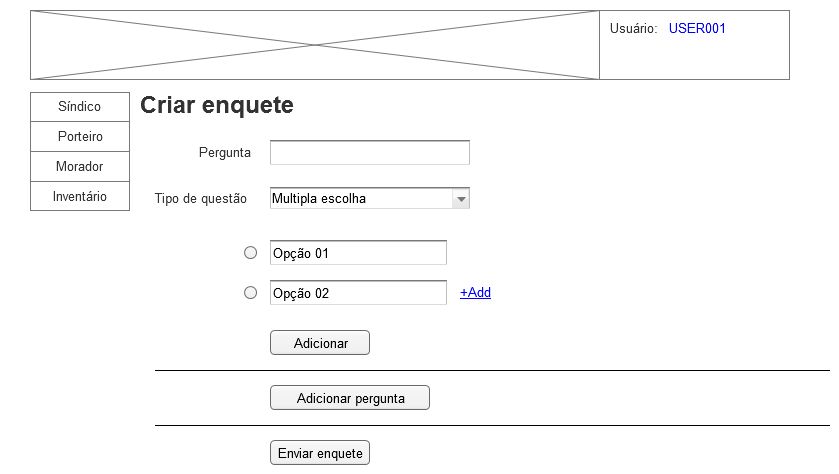 Usuário: USER001
Síndico
Porteiro
Morador
Inventário
Criar enquete
Pergunta
Tipo de questão Multipla escolha
Opção 01
Opção 02 +Add
Adicionar
Adicionar pergunta
Enviar enquete